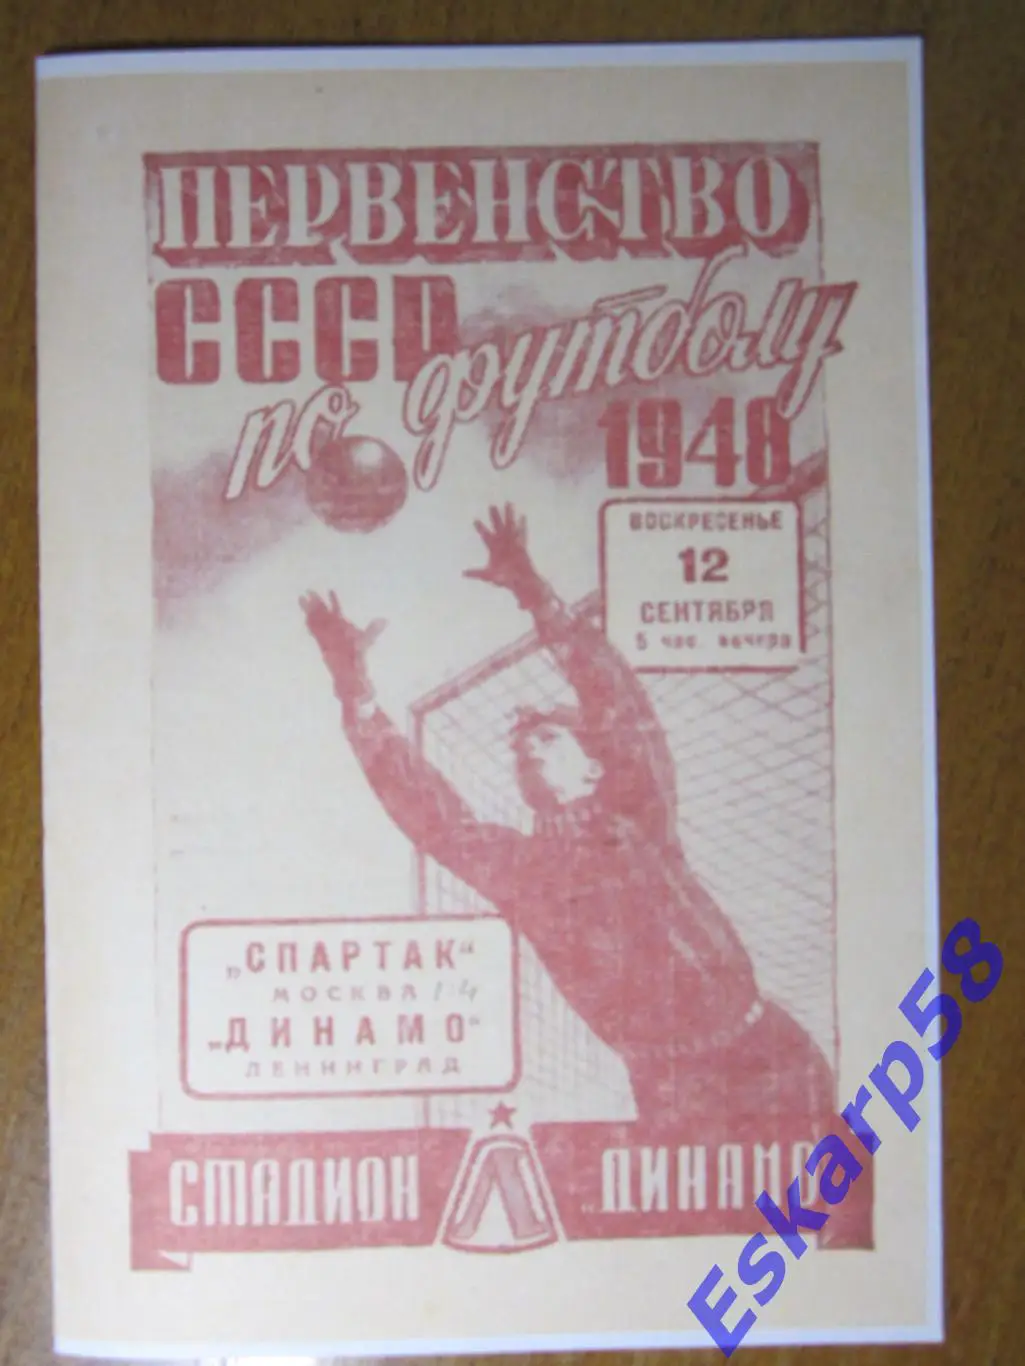 ПЕРВЕНСТВО
СССР
по футболу
1948
ВОСКРЕСЕНЬЕ
12
СЕНТЯБРЯ
5 час. вечера
„СПАРТАК“
МОСКВА 1:4
„ДИНАМО“
ЛЕНИНГРАД
Л
СТАДИОН „ДИНАМО“
Eskarp58